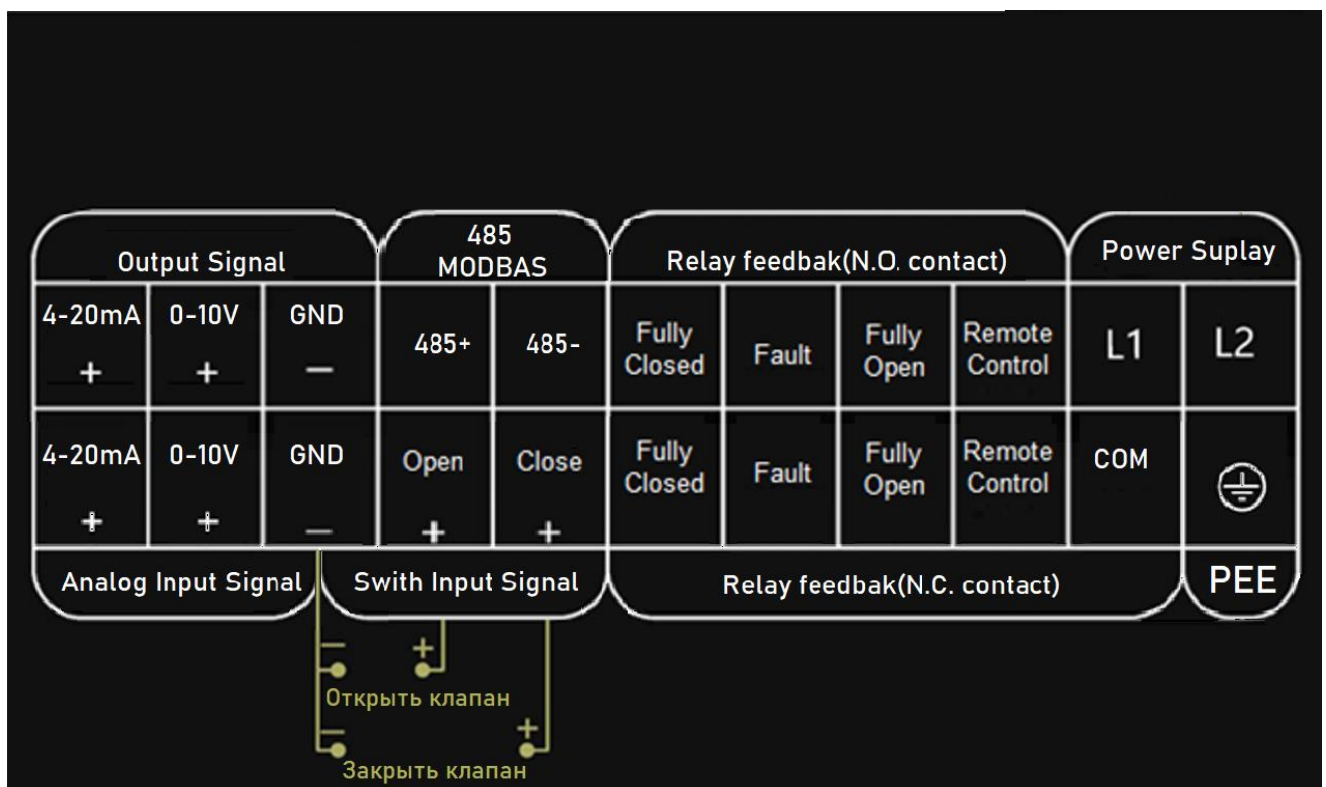 Output Signal
485
MODBAS
Relay feedbak(N.O. contact)
Power Suplay
4-20mA
+
0-10V
+
GND
—
485+
485-
Fully
Closed
Fault
Fully
Open
Remote
Control
L1
L2
4-20mA
+
0-10V
+
GND
—
Open
+
Close
+
Fully
Closed
Fault
Fully
Open
Remote
Control
COM
Analog Input Signal
Swith Input Signal
Relay feedbak(N.C. contact)
PEE
— +
Открыть клапан
— +
Закрыть клапан